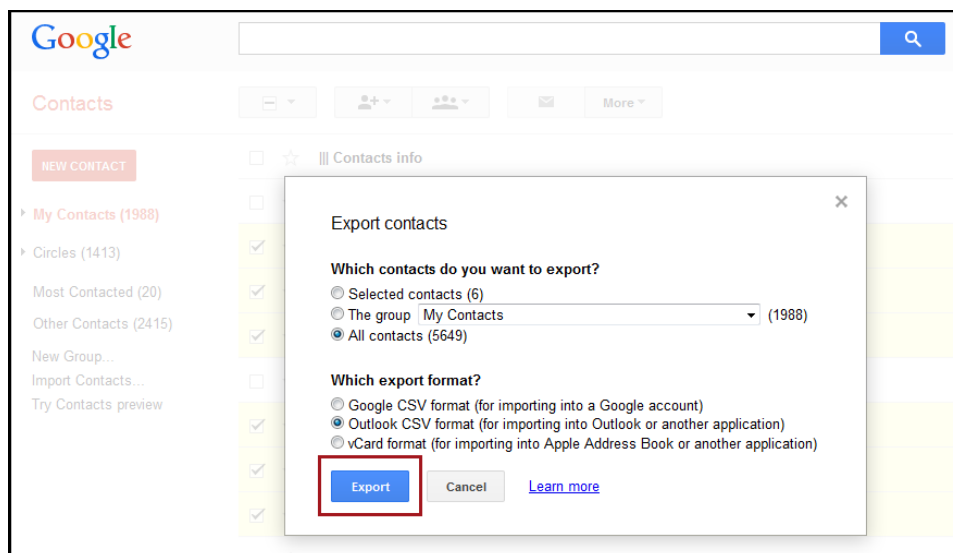 Google
Contacts
More
NEW CONTACT
||| Contacts info
My Contacts (1988)
Circles (1413)
Most Contacted (20)
Other Contacts (2415)
New Group...
Import Contacts...
Try Contacts preview
Export contacts
Which contacts do you want to export?
Selected contacts (6)
The group My Contacts (1988)
All contacts (5649)
Which export format?
Google CSV format (for importing into a Google account)
Outlook CSV format (for importing into Outlook or another application)
vCard format (for importing into Apple Address Book or another application)
Export Cancel Learn more